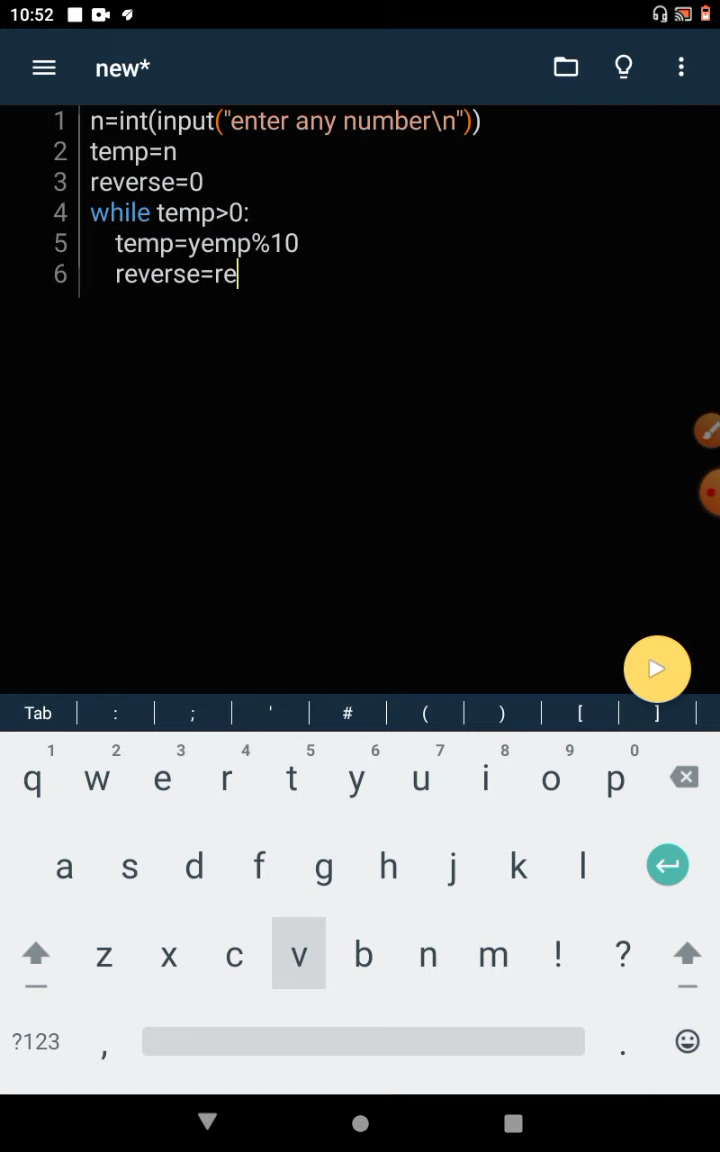 10:52
new*
1 n=int(input("enter any number\n"))
2 temp=n
3 reverse=0
4 while temp>0:
5 temp=yemp%10
6 reverse=re
Tab : ; ' # ( ) [ ]
1 2 3 4 5 6 7 8 9 0
q w e r t y u i o p
a s d f g h j k l
z x c v b n m ! ?
?123 , .